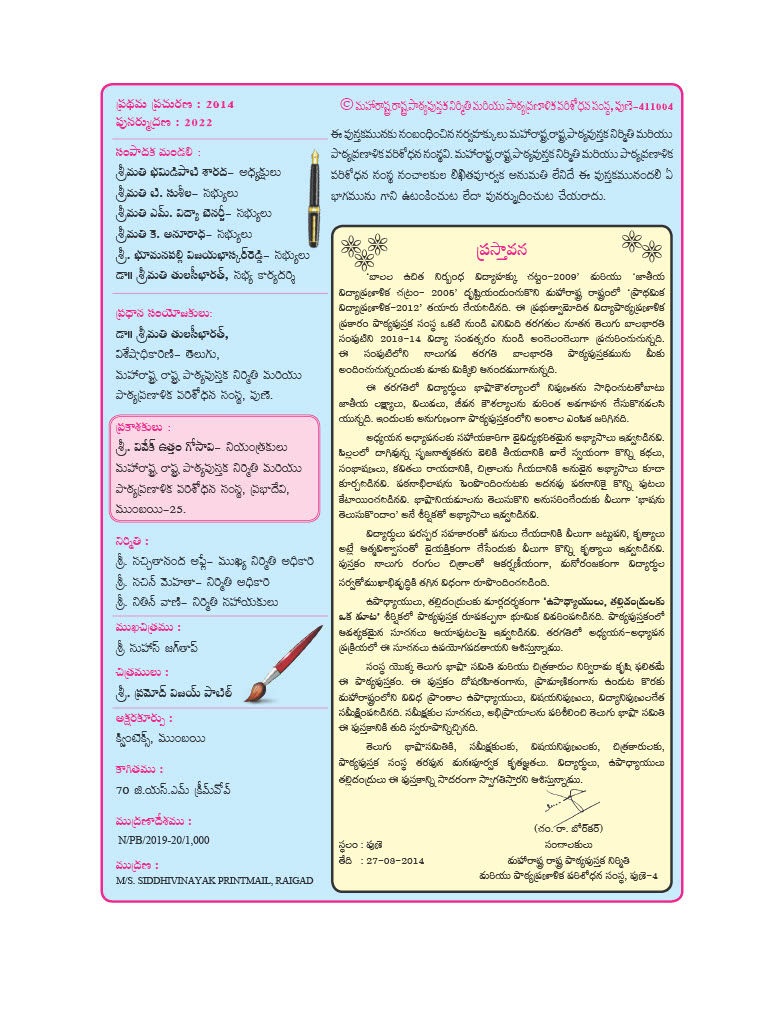 ప్రథమ ప్రచురణ : 2014
పునర్ముద్రణ : 2022
సంపాదక మండలి :
శ్రీమతి భమిడిపాటి శారద– అధ్యక్షులు
శ్రీమతి బి. సుశీల– సభ్యులు
శ్రీమతి ఎమ్. విద్యా బెనర్జీ– సభ్యులు
శ్రీమతి కె. అనూరాధ– సభ్యులు
శ్రీ. భూమనపల్లి విజయభాస్కర్‌రెడ్డి– సభ్యులు
డా॥ శ్రీమతి తులసీభారత్, సభ్య కార్యదర్శి
ప్రధాన సంయోజకులు:
డా॥ శ్రీమతి తులసీభారత్,
విశేషాధికారిణి– తెలుగు,
మహారాష్ట్ర రాష్ట్ర పాఠ్యపుస్తక నిర్మితి మరియు
పాఠ్యప్రణాళిక పరిశోధన సంస్థ, పుణె.
ప్రకాశకులు :
శ్రీ. వివేక్ ఉత్తం గోసావి– నియంత్రకులు
మహారాష్ట్ర రాష్ట్ర పాఠ్యపుస్తక నిర్మితి మరియు
పాఠ్యప్రణాళిక పరిశోధన సంస్థ, ప్రభాదేవి,
ముంబయి–25.
నిర్మితి :
శ్రీ. సచ్చితానంద అఫ్లే– ముఖ్య నిర్మితి అధికారి
శ్రీ. సచిన్ మెహతా– నిర్మితి అధికారి
శ్రీ. నితిన్ వాణి– నిర్మితి సహాయకులు
ముఖచిత్రము :
శ్రీ సుహాస్ జగ్‌తాప్
చిత్రములు :
శ్రీ. ప్రమోద్ విజయ్ పాటిల్
అక్షరకూర్పు :
క్విం‌టెక్స్, ముంబయి
కాగితము :
70 జి.యస్.ఎమ్ క్రీమ్‌వోవ్
ముద్రణాదేశము :
N/PB/2019-20/1,000
ముద్రణ :
M/S. SIDDHIVINAYAK PRINTMAIL, RAIGAD
© మహారాష్ట్ర రాష్ట్ర పాఠ్యపుస్తక నిర్మితి మరియు పాఠ్యప్రణాళిక పరిశోధన సంస్థ, పుణె–411004
ఈ పుస్తకమునకు సంబంధించిన సర్వహక్కులు మహారాష్ట్ర రాష్ట్ర పాఠ్యపుస్తక నిర్మితి మరియు
పాఠ్యప్రణాళిక పరిశోధన సంస్థవి. మహారాష్ట్ర రాష్ట్ర పాఠ్యపుస్తక నిర్మితి మరియు పాఠ్యప్రణాళిక
పరిశోధన సంస్థ సంచాలకుల లిఖితపూర్వక అనుమతి లేనిదే ఈ పుస్తకమునందలి ఏ
భాగమును గాని ఉటంకించుట లేదా పునర్ముద్రించుట చేయరాదు.
ప్రస్తావన
'బాలల ఉచిత నిర్బంధ విద్యాహక్కు చట్టం–2009' మరియు 'జాతీయ
విద్యాప్రణాళిక చట్రం– 2005' దృష్టియందుంచుకొని మహారాష్ట్ర రాష్ట్రంలో 'ప్రాథమిక
విద్యాప్రణాళిక–2012' తయారు చేయబడినది. ఈ ప్రభుత్వామోదిత విద్యాపాఠ్యప్రణాళిక
ప్రకారం పాఠ్యపుస్తక సంస్థ ఒకటి నుండి ఎనిమిది తరగతుల నూతన తెలుగు బాలభారతి
సంపుటిని 2013–14 విద్యా సంవత్సరం నుండి అంచెలంచెలుగా ప్రచురించుచున్నది.
ఈ సంపుటిలోని నాలుగవ తరగతి బాలభారతి పాఠ్యపుస్తకమును మీకు
అందించుచున్నందులకు మాకు మిక్కిలి ఆనందముగానున్నది.
ఈ తరగతిలో విద్యార్థులు భాషాకౌశల్యాలలో నిపుణతను సాధించుటతోబాటు
జాతీయ లక్ష్యాలు, విలువలు, జీవన కౌశల్యాలను మరింత అవగాహన చేసుకొనవలసి
యున్నది. ఇందులకు అనుగుణంగా పాఠ్యపుస్తకంలోని అంశాల ఎంపిక జరిగినది.
అధ్యయన అధ్యాపనలకు సహాయకారిగా వైవిధ్యభరితమైన అభ్యాసాలు ఇవ్వబడినవి.
పిల్లలలో దాగివున్న సృజనాత్మకతను వెలికి తీయడానికి వారే స్వయంగా కొన్ని కథలు,
సంభాషణలు, కవితలు రాయడానికి, చిత్రాలను గీయడానికి అనువైన అభ్యాసాలు కూడా
కూర్చబడినవి. పఠనాభిలాషను పెంపొందించుటకు అదనపు పఠనానికై కొన్ని పుటలు
కేటాయించబడినవి. భాషానియమాలను తెలుసుకొని అనుసరించేందుకు వీలుగా 'భాషను
తెలుసుకొందాం' అనే శీర్షికతో అభ్యాసాలు ఇవ్వబడినవి.
విద్యార్థులు పరస్పర సహకారంతో పనులు చేయడానికి వీలుగా జట్టుపని, కృత్యాలు
అట్లే ఆత్మవిశ్వాసంతో వైయక్తికంగా చేసేందుకు వీలుగా కొన్ని కృత్యాలు ఇవ్వబడినవి.
పుస్తకం నాలుగు రంగుల చిత్రాలతో ఆకర్షణీయంగా, మనోరంజకంగా విద్యార్థుల
సర్వతోముఖాభివృద్ధికి తగిన విధంగా రూపొందించబడింది.
ఉపాధ్యాయులు, తల్లిదండ్రులకు మార్గదర్శకంగా 'ఉపాధ్యాయులు, తల్లిదండ్రులకు
ఒక మాట' శీర్షికలో పాఠ్యపుస్తక రూపకల్పనా భూమిక వివరింపబడినది. పాఠ్యపుస్తకంలో
ఆవశ్యకమైన సూచనలు ఆయాపుటలపై ఇవ్వబడినవి. తరగతిలో అధ్యయన–అధ్యాపన
ప్రక్రియలో ఈ సూచనలు ఉపయోగపడతాయని ఆశిస్తున్నాము.
సంస్థ యొక్క తెలుగు భాషా సమితి మరియు చిత్రకారుల నిర్విరామ కృషి ఫలితమే
ఈ పాఠ్యపుస్తకం. ఈ పుస్తకం దోషరహితంగాను, ప్రామాణికంగాను ఉండుట కొరకు
మహారాష్ట్రంలోని వివిధ ప్రాంతాల ఉపాధ్యాయులు, విషయనిపుణులు, విద్యానిపుణులచేత
సమీక్షింపబడినది. సమీక్షకుల సూచనలు, అభిప్రాయాలను పరిశీలించి తెలుగు భాషా సమితి
ఈ పుస్తకానికి తుది స్వరూపాన్నిచ్చినది.
తెలుగు భాషాసమితికి, సమీక్షకులకు, విషయనిపుణులకు, చిత్రకారులకు,
పాఠ్యపుస్తక సంస్థ తరపున మనఃపూర్వక కృతజ్ఞతలు. విద్యార్థులు, ఉపాధ్యాయులు
తల్లిదండ్రులు ఈ పుస్తకాన్ని సాదరంగా స్వాగతిస్తారని ఆశిస్తున్నాము.
(చం. రా. బోర్‌కర్)
స్థలం : పుణె
సంచాలకులు
తేది : 27-03-2014
మహారాష్ట్ర రాష్ట్ర పాఠ్యపుస్తక నిర్మితి
మరియు పాఠ్యప్రణాళిక పరిశోధన సంస్థ, పుణె–4